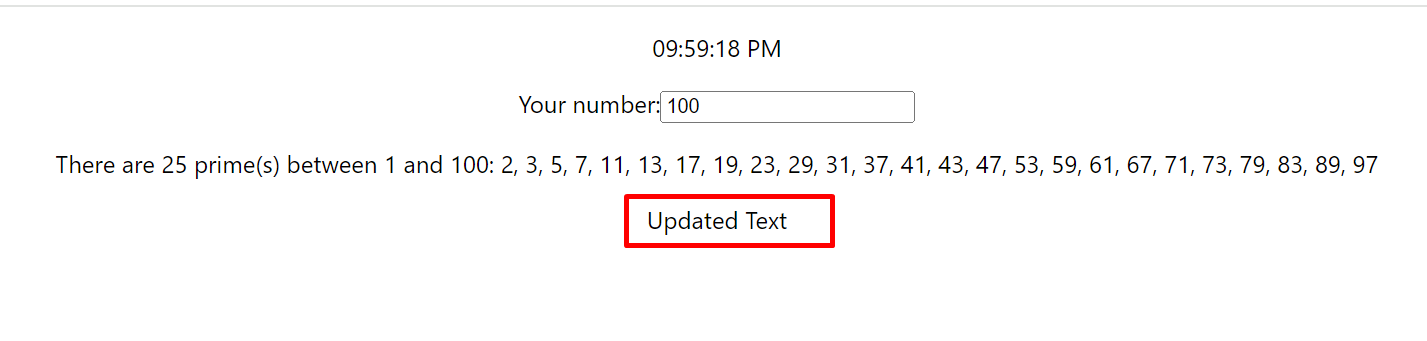 09:59:18 PM
Your number: 100
There are 25 prime(s) between 1 and 100: 2, 3, 5, 7, 11, 13, 17, 19, 23, 29, 31, 37, 41, 43, 47, 53, 59, 61, 67, 71, 73, 79, 83, 89, 97
Updated Text